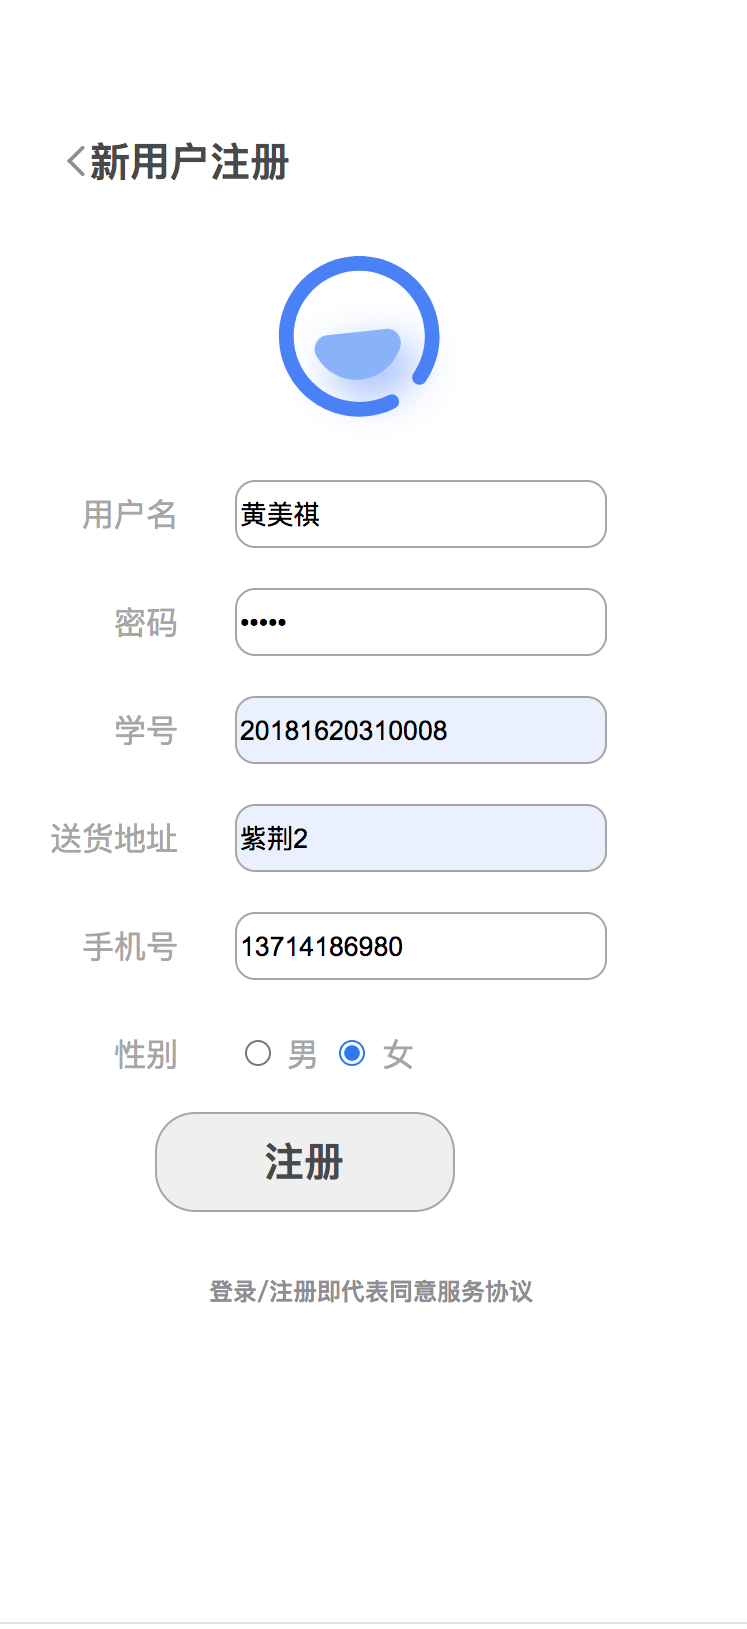 新用户注册
用户名 黄美祺
密码 •••••
学号 20181620310008
送货地址 紫荆2
手机号 13714186980
性别 男 女
注册
登录/注册即代表同意服务协议